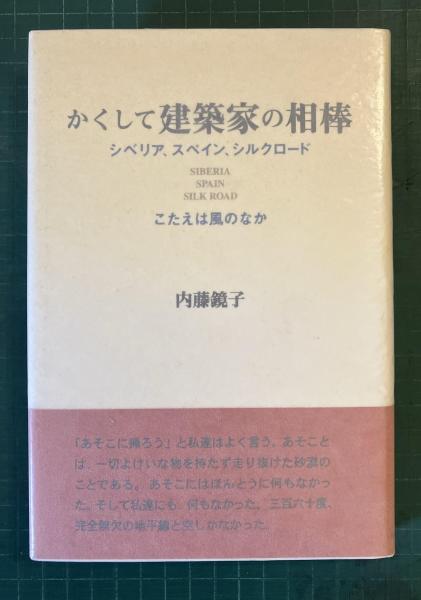 かくして建築家の相棒
シベリア、スペイン、シルクロード
SIBERIA
SPAIN
SILK ROAD
こたえは風のなか
内藤鏡子
「あそこに帰ろう」と私達はよく言う。あそこと
は、一切よけいな物を持たず走り抜けた砂漠の
ことである。あそこにはほんとうに何もなかっ
た。そして私達にも、何もなかった。三百六十度、
完全無欠の地平線と空しかなかった。